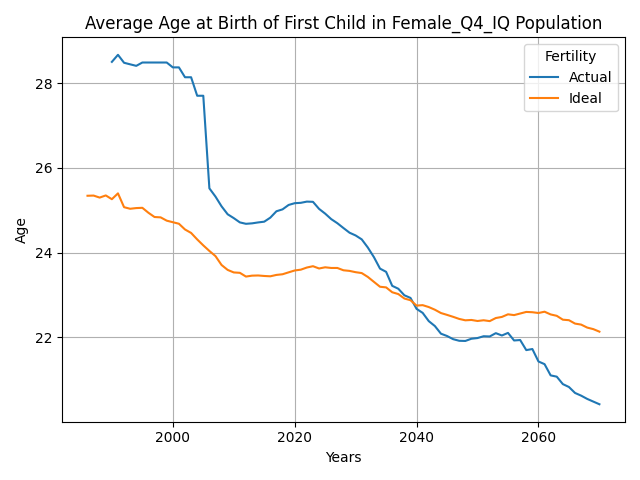 Average Age at Birth of First Child in Female_Q4_IQ Population
Fertility
Actual
Ideal
28
26
24
22
Age
2000
2020
2040
2060
Years